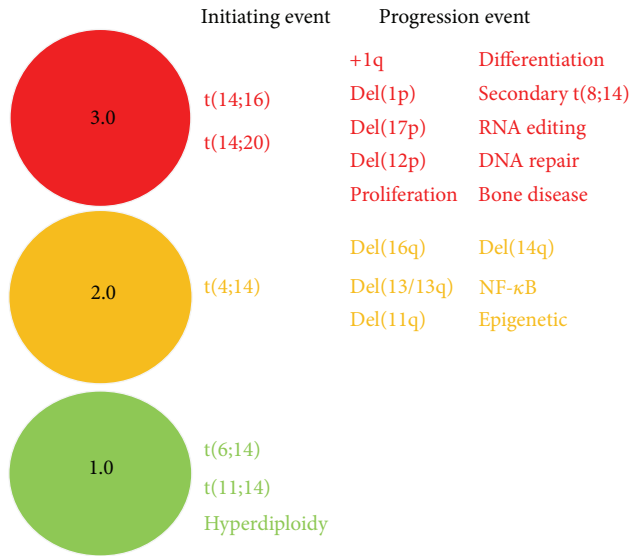 Initiating event Progression event
3.0
t(14;16)
t(14;20)
+1q Differentiation
Del(1p) Secondary t(8;14)
Del(17p) RNA editing
Del(12p) DNA repair
Proliferation Bone disease
2.0
t(4;14)
Del(16q) Del(14q)
Del(13/13q) NF-κB
Del(11q) Epigenetic
1.0
t(6;14)
t(11;14)
Hyperdiploidy